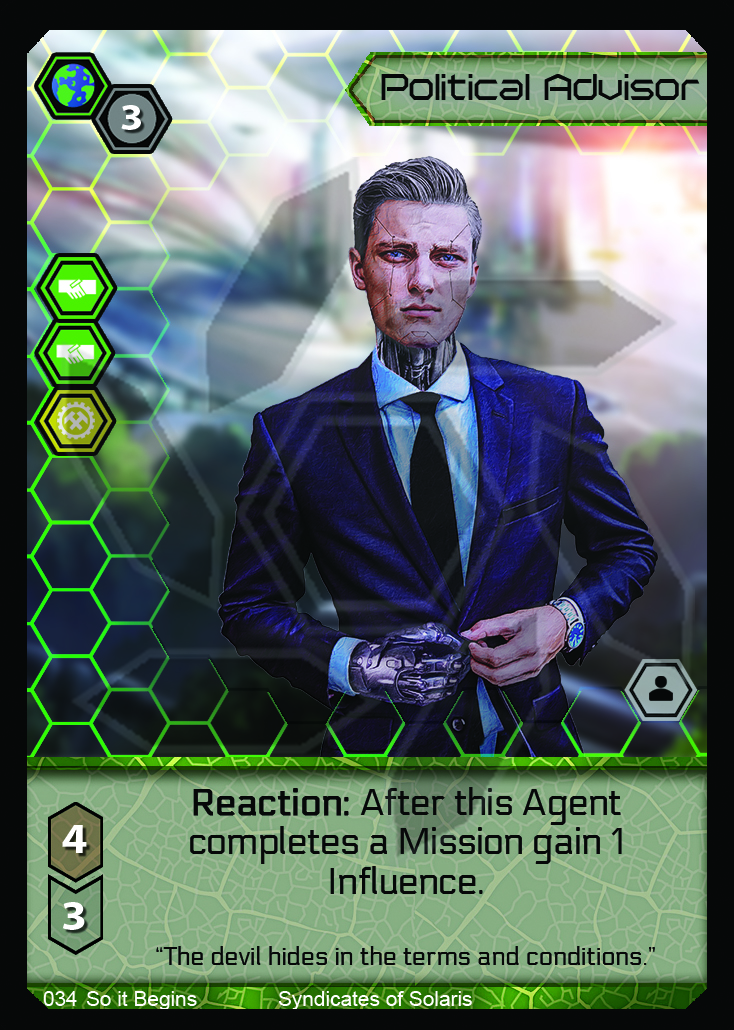 Political Advisor
3
Reaction: After this Agent
completes a Mission gain 1
Influence.
4
3
“The devil hides in the terms and conditions.”
034 So it Begins Syndicates of Solaris